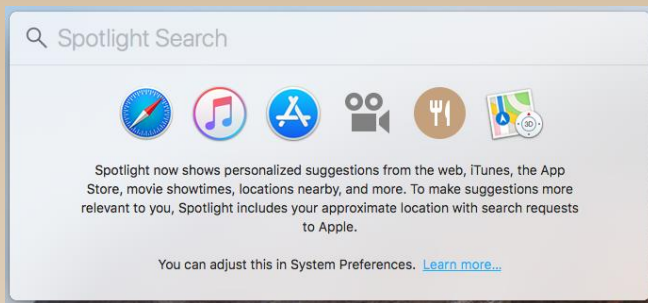 Spotlight Search
3D
Spotlight now shows personalized suggestions from the web, iTunes, the App
Store, movie showtimes, locations nearby, and more. To make suggestions more
relevant to you, Spotlight includes your approximate location with search requests
to Apple.
You can adjust this in System Preferences. Learn more...